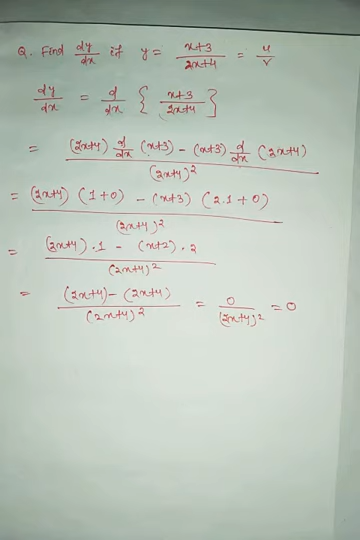 Q. Find dy/dx if y = (x+3)/(2x+4) = u/v
dy/dx = d/dx { (x+3)/(2x+4) }
= ((2x+4) d/dx (x+3) - (x+3) d/dx (2x+4))/(2x+4)²
= ((2x+4) (1+0) - (x+3) (2.1+0))/(2x+4)²
= ((2x+4) · 1 - (x+2) · 2)/(2x+4)²
= ((2x+4) - (2x+4))/(2x+4)² = 0/(2x+4)² = 0